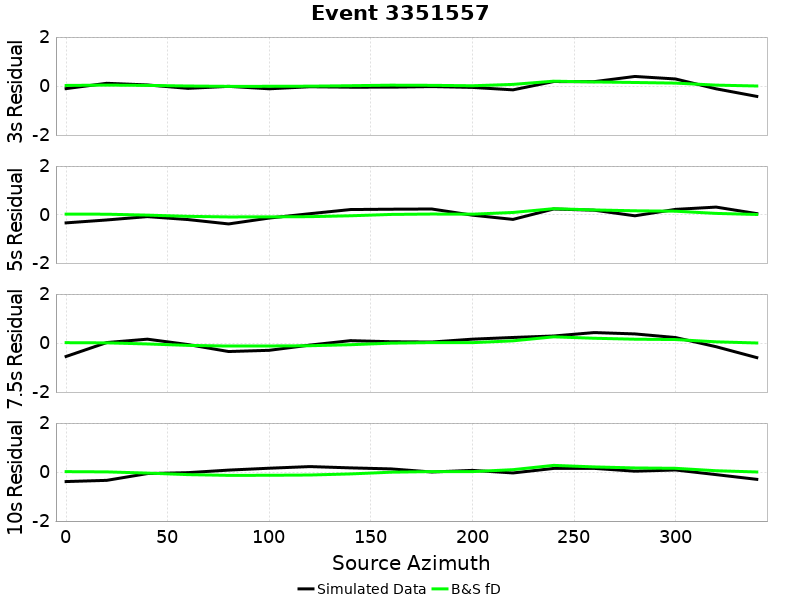 Event 3351557
3s Residual
2
0
-2
5s Residual
2
0
-2
7.5s Residual
2
0
-2
10s Residual
2
0
-2
0 50 100 150 200 250 300
Source Azimuth
Simulated Data B&S fD